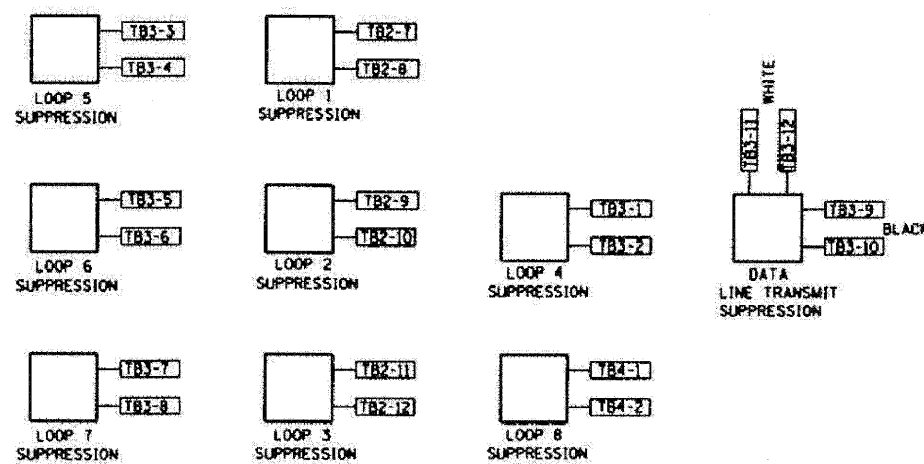 TB3-3
TB3-4
LOOP 5
SUPPRESSION
TB2-7
TB2-8
LOOP 1
SUPPRESSION
WHITE
TB3-11
TB3-12
TB3-5
TB3-6
LOOP 6
SUPPRESSION
TB2-9
TB2-10
LOOP 2
SUPPRESSION
TB3-1
TB3-2
LOOP 4
SUPPRESSION
TB3-9
BLACK
TB3-10
DATA
LINE TRANSMIT
SUPPRESSION
TB3-7
TB3-8
LOOP 7
SUPPRESSION
TB2-11
TB2-12
LOOP 3
SUPPRESSION
TB4-1
TB4-2
LOOP 8
SUPPRESSION